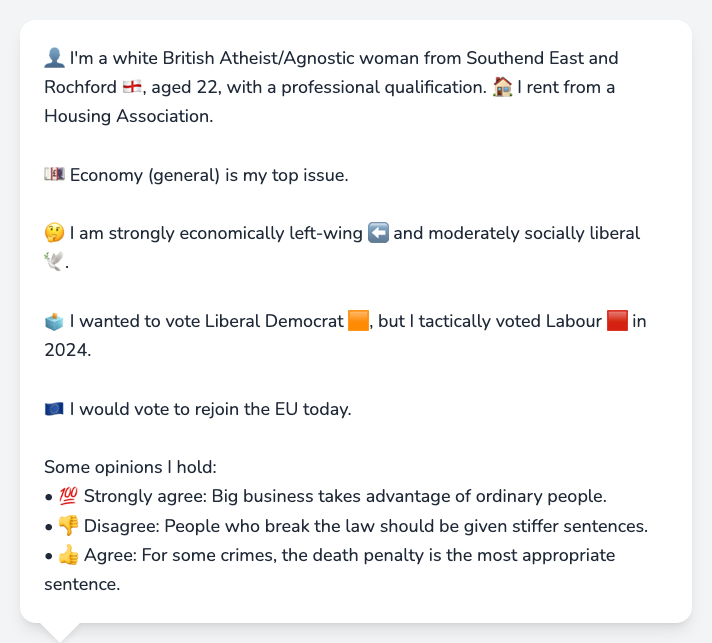 👤 I'm a white British Atheist/Agnostic woman from Southend East and
Rochford 🏴󠁧󠁢󠁥󠁮󠁧󠁿, aged 22, with a professional qualification. 🏠 I rent from a
Housing Association.
💷 Economy (general) is my top issue.
🤔 I am strongly economically left-wing ⬅️ and moderately socially liberal
🕊️.
🗳️ I wanted to vote Liberal Democrat 🟧, but I tactically voted Labour 🟥 in
2024.
🇪🇺 I would vote to rejoin the EU today.
Some opinions I hold:
• 💯 Strongly agree: Big business takes advantage of ordinary people.
• 👎 Disagree: People who break the law should be given stiffer sentences.
• 👍 Agree: For some crimes, the death penalty is the most appropriate
sentence.